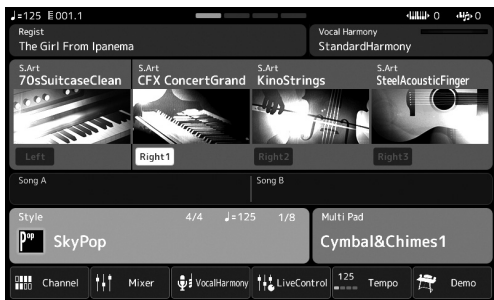 ♩=125 001.1
0 0
Regist
The Girl From Ipanema
Vocal Harmony
StandardHarmony
S.Art
70sSuitcaseClean
S.Art
CFX ConcertGrand
S.Art
KinoStrings
S.Art
SteelAcousticFinger
Left
Right1
Right2
Right3
Song A
Song B
Style
4/4 ♩=125 1/8
Pop
SkyPop
Multi Pad
Cymbal&Chimes1
Channel
Mixer
VocalHarmony
LiveControl
125
Tempo
Demo